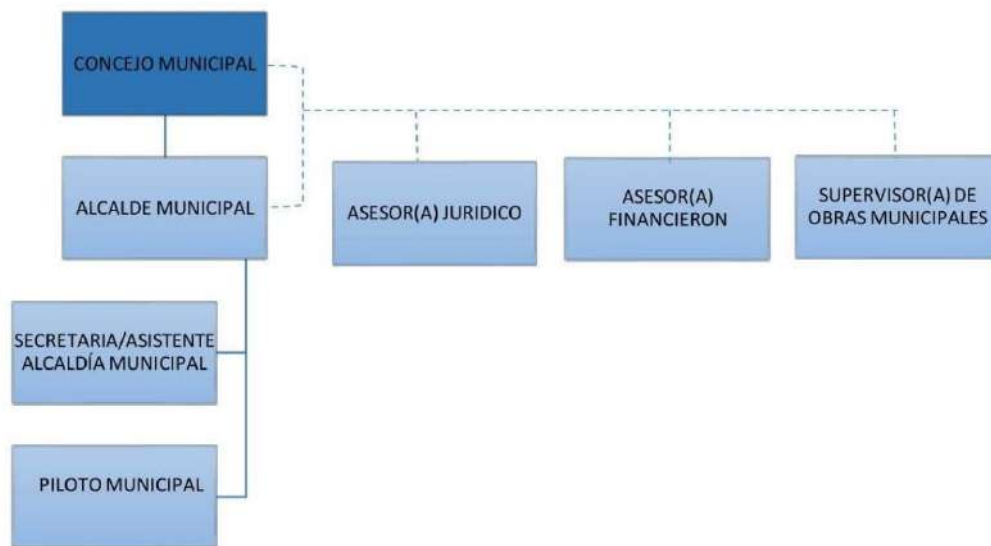 CONCEJO MUNICIPAL
ALCALDE MUNICIPAL
ASESOR(A) JURIDICO
ASESOR(A)
FINANCIERON
SUPERVISOR(A) DE
OBRAS MUNICIPALES
SECRETARIA/ASISTENTE
ALCALDÍA MUNICIPAL
PILOTO MUNICIPAL